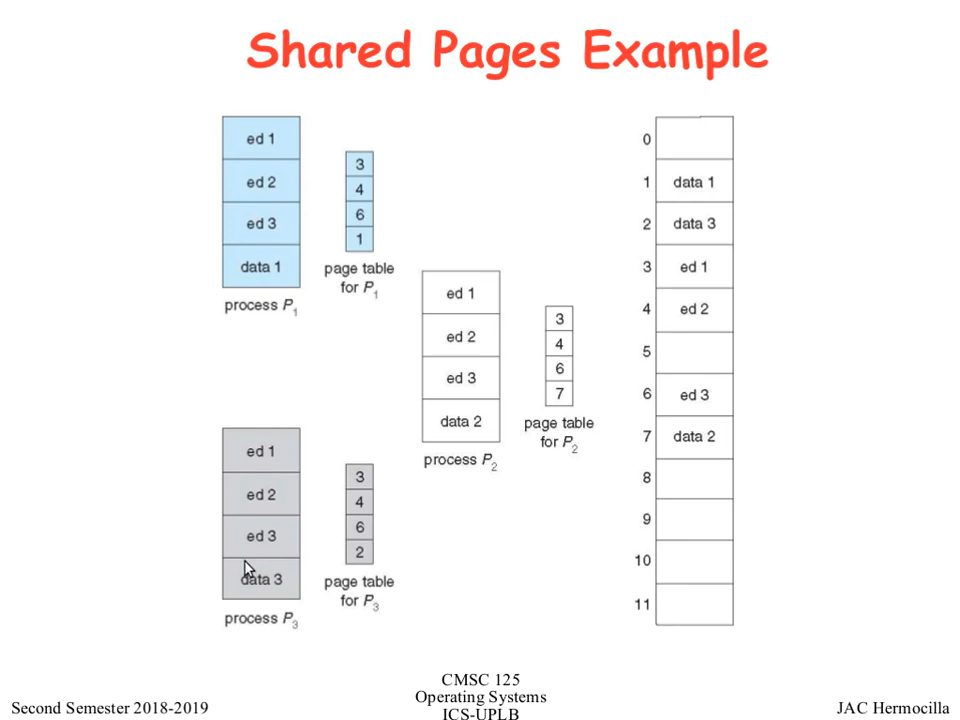 Shared Pages Example
ed 1
ed 2
ed 3
data 1
process P1
3
4
6
1
page table
for P1
ed 1
ed 2
ed 3
data 2
process P2
3
4
6
7
page table
for P2
ed 1
ed 2
ed 3
data 3
process P3
3
4
6
2
page table
for P3
0
1 data 1
2 data 3
3 ed 1
4 ed 2
5
6 ed 3
7 data 2
8
9
10
11
Second Semester 2018-2019
CMSC 125
Operating Systems
ICS-UPLB
JAC Hermocilla